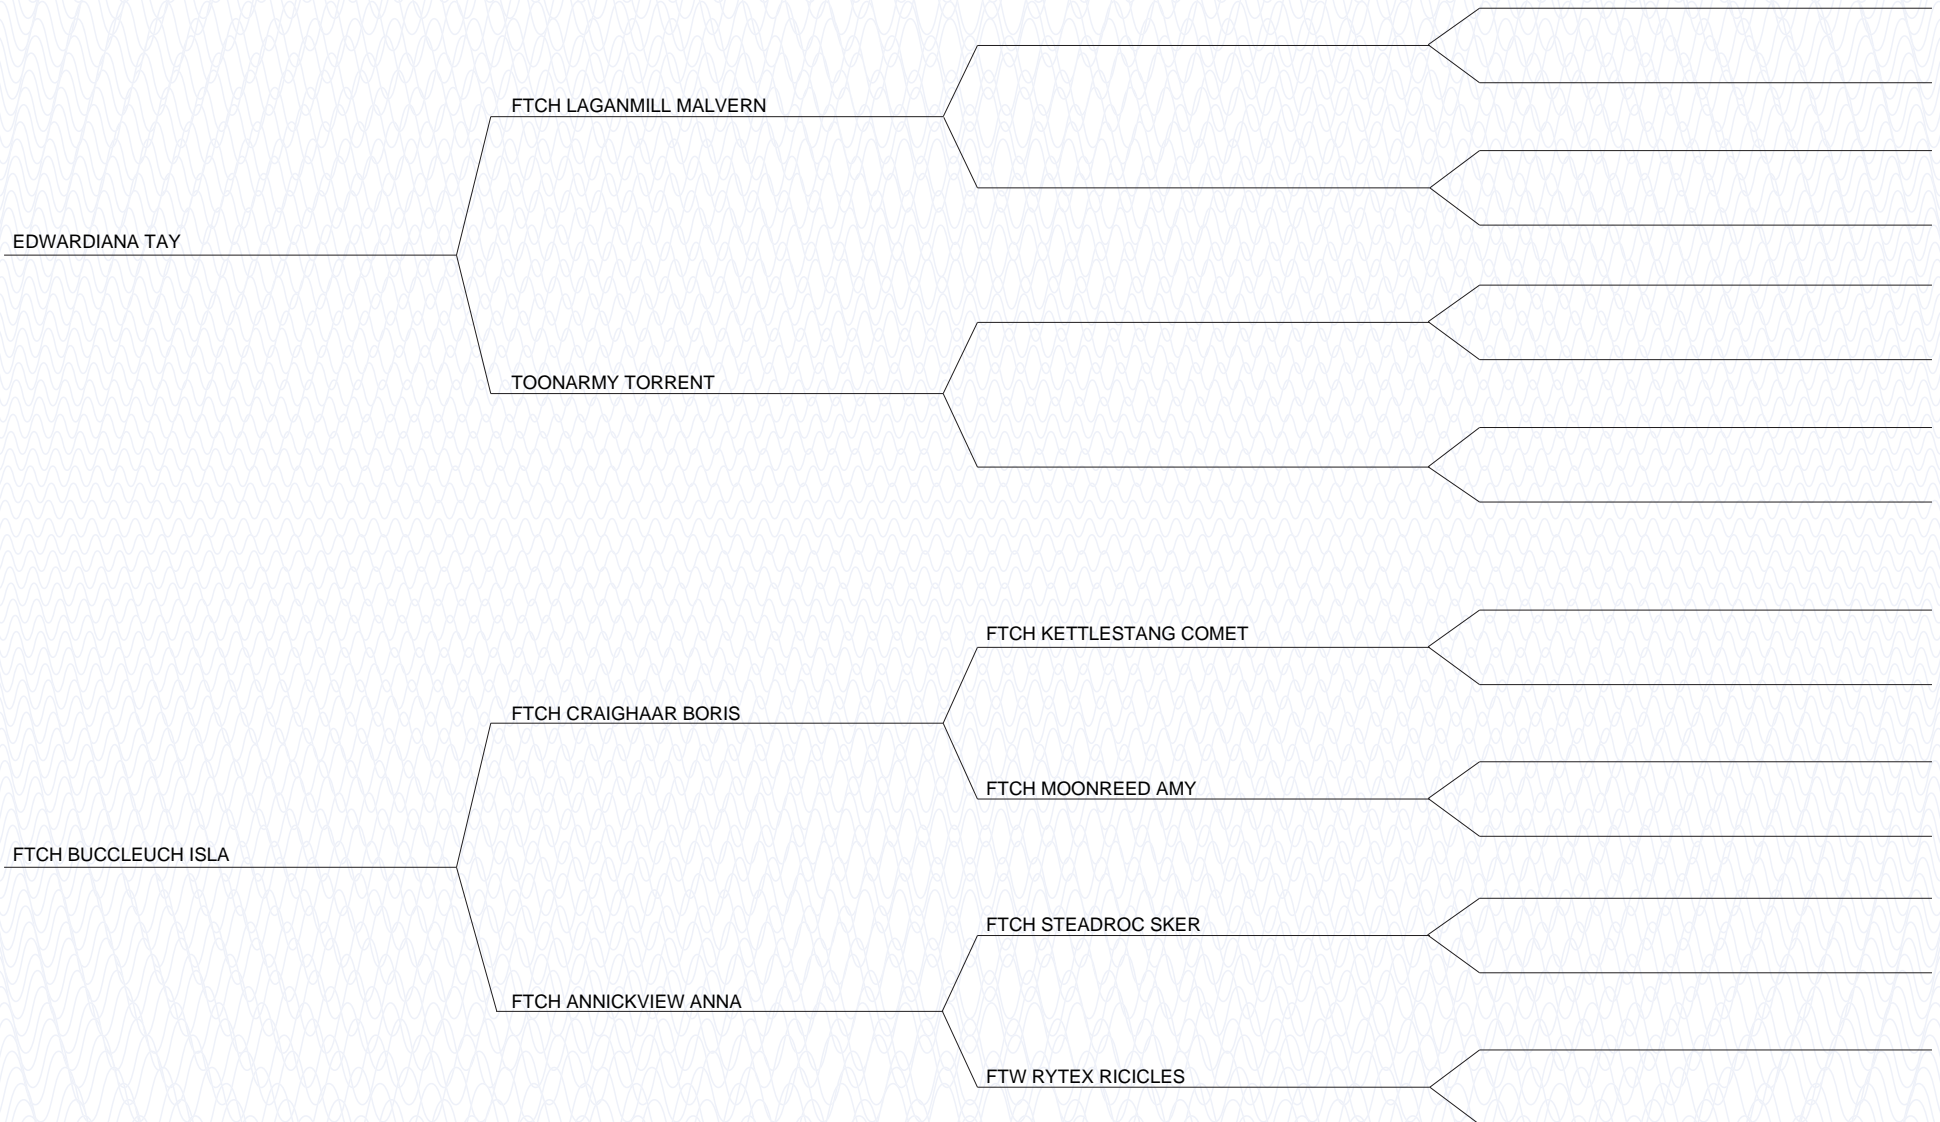 FTCH LAGANMILL MALVERN
EDWARDIANA TAY
TOONARMY TORRENT
FTCH KETTLESTANG COMET
FTCH CRAIGHAAR BORIS
FTCH MOONREED AMY
FTCH BUCCLEUCH ISLA
FTCH STEADROC SKER
FTCH ANNICKVIEW ANNA
FTW RYTEX RICICLES